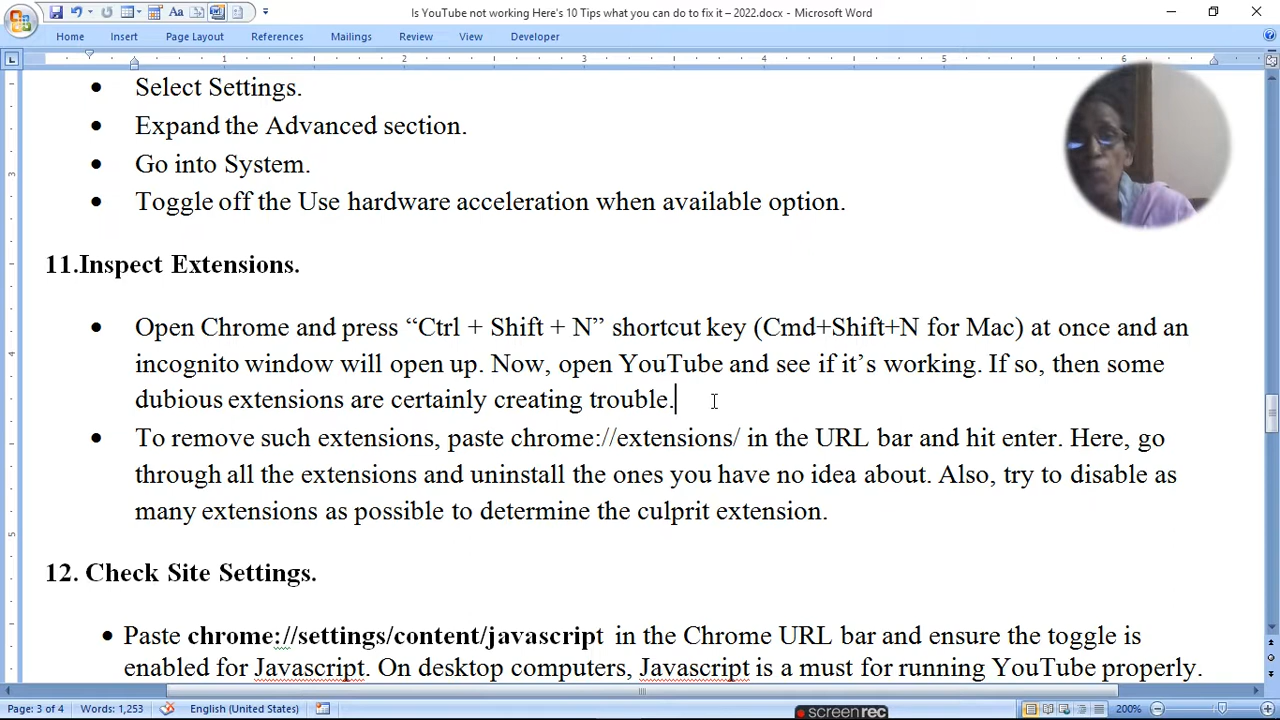 Is YouTube not working Here's 10 Tips what you can do to fix it – 2022.docx - Microsoft Word
Home Insert Page Layout References Mailings Review View Developer
1 2 3 4 5 6
• Select Settings.
• Expand the Advanced section.
• Go into System.
• Toggle off the Use hardware acceleration when available option.
11.Inspect Extensions.
• Open Chrome and press “Ctrl + Shift + N” shortcut key (Cmd+Shift+N for Mac) at once and an
incognito window will open up. Now, open YouTube and see if it’s working. If so, then some
dubious extensions are certainly creating trouble.
• To remove such extensions, paste chrome://extensions/ in the URL bar and hit enter. Here, go
through all the extensions and uninstall the ones you have no idea about. Also, try to disable as
many extensions as possible to determine the culprit extension.
12. Check Site Settings.
• Paste chrome://settings/content/javascript in the Chrome URL bar and ensure the toggle is
enabled for Javascript. On desktop computers, Javascript is a must for running YouTube properly.
Page: 3 of 4 Words: 1,253 English (United States) 200%
screenrec